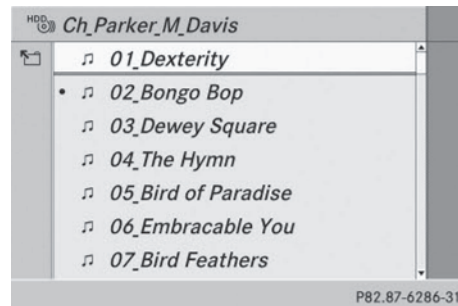 HDD Ch_Parker_M_Davis
01_Dexterity
02_Bongo Bop
03_Dewey Square
04_The Hymn
05_Bird of Paradise
06_Embracable You
07_Bird Feathers
P82.87-6286-31